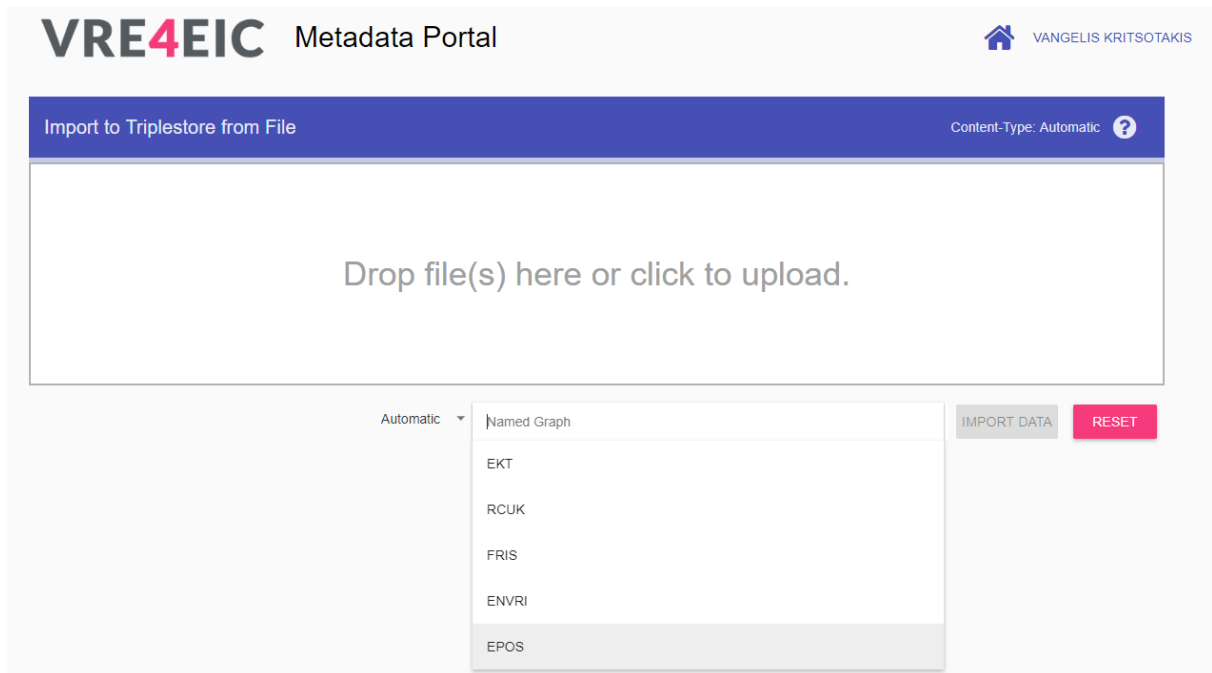 VRE4EIC Metadata Portal VANGELIS KRITSOTAKIS
Import to Triplestore from File Content-Type: Automatic ?
Drop file(s) here or click to upload.
Automatic Named Graph IMPORT DATA RESET
EKT
RCUK
FRIS
ENVRI
EPOS